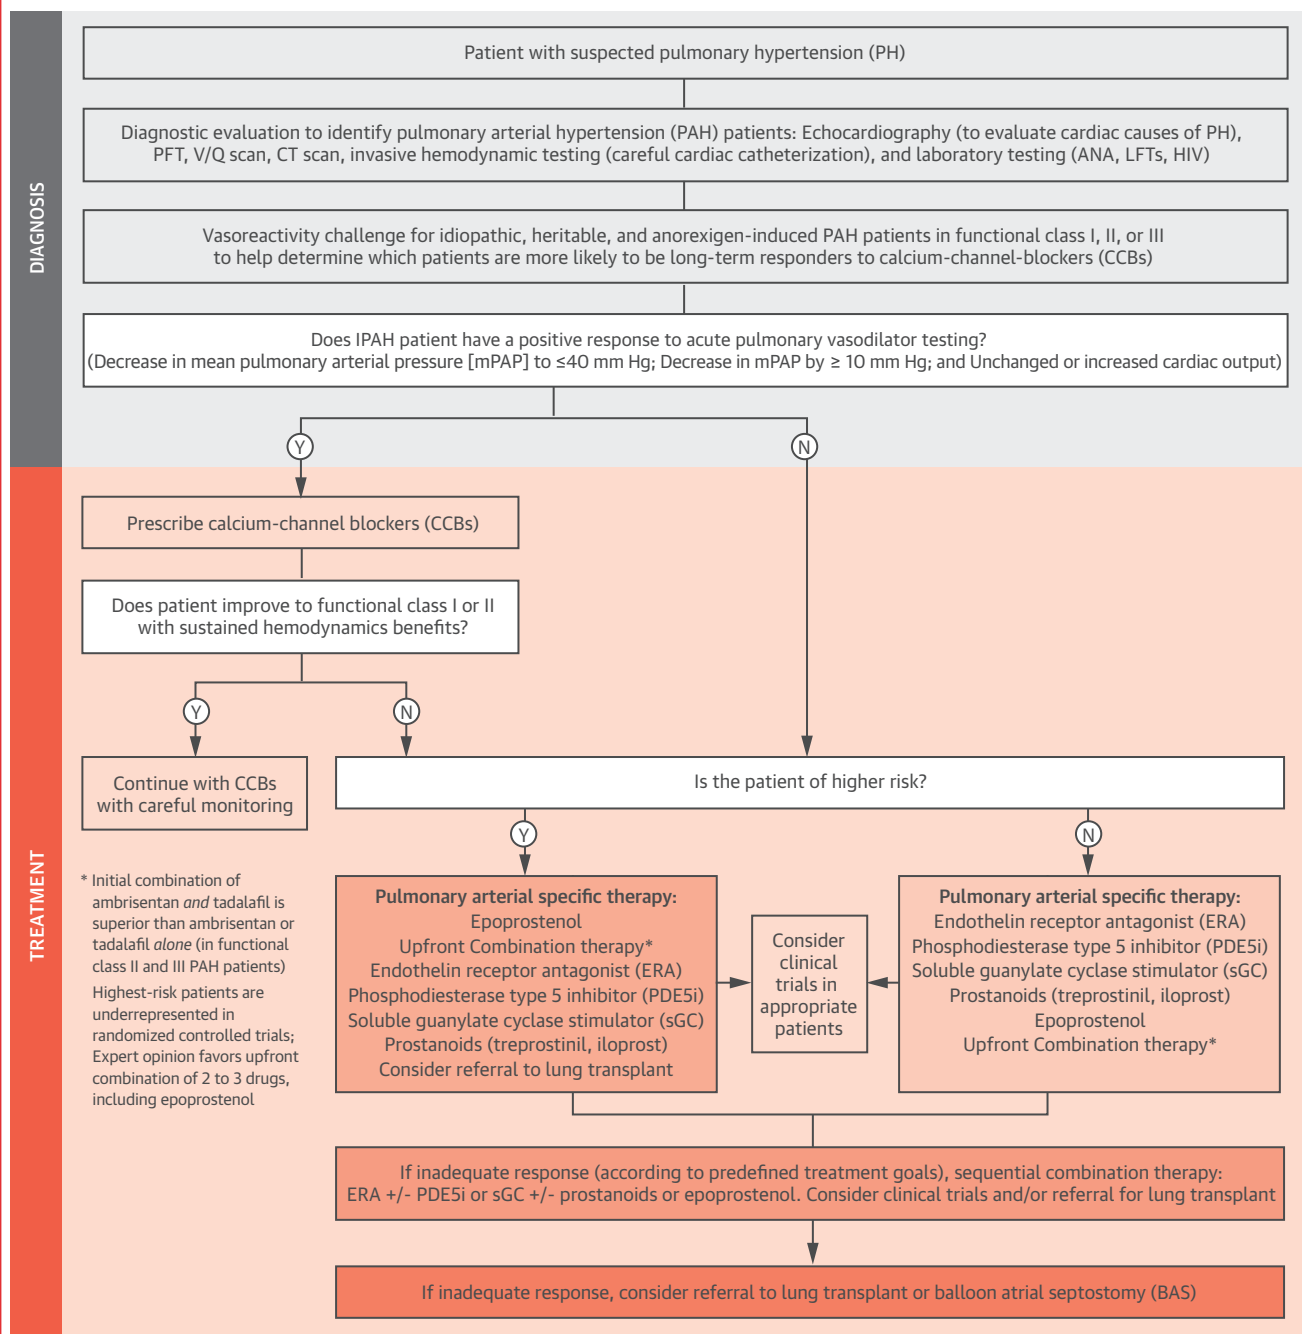 DIAGNOSIS
Patient with suspected pulmonary hypertension (PH)
Diagnostic evaluation to identify pulmonary arterial hypertension (PAH) patients: Echocardiography (to evaluate cardiac causes of PH),
PFT, V/Q scan, CT scan, invasive hemodynamic testing (careful cardiac catheterization), and laboratory testing (ANA, LFTs, HIV)
Vasoreactivity challenge for idiopathic, heritable, and anorexigen-induced PAH patients in functional class I, II, or III
to help determine which patients are more likely to be long-term responders to calcium-channel-blockers (CCBs)
Does IPAH patient have a positive response to acute pulmonary vasodilator testing?
(Decrease in mean pulmonary arterial pressure [mPAP] to ≤40 mm Hg; Decrease in mPAP by ≥ 10 mm Hg; and Unchanged or increased cardiac output)
Y
N
TREATMENT
Prescribe calcium-channel blockers (CCBs)
Does patient improve to functional class I or II
with sustained hemodynamics benefits?
Y
N
Continue with CCBs
with careful monitoring
Is the patient of higher risk?
Y
N
* Initial combination of
ambrisentan and tadalafil is
superior than ambrisentan or
tadalafil alone (in functional
class II and III PAH patients)
Highest-risk patients are
underrepresented in
randomized controlled trials;
Expert opinion favors upfront
combination of 2 to 3 drugs,
including epoprostenol
Pulmonary arterial specific therapy:
Epoprostenol
Upfront Combination therapy*
Endothelin receptor antagonist (ERA)
Phosphodiesterase type 5 inhibitor (PDE5i)
Soluble guanylate cyclase stimulator (sGC)
Prostanoids (treprostinil, iloprost)
Consider referral to lung transplant
Consider
clinical
trials in
appropriate
patients
Pulmonary arterial specific therapy:
Endothelin receptor antagonist (ERA)
Phosphodiesterase type 5 inhibitor (PDE5i)
Soluble guanylate cyclase stimulator (sGC)
Prostanoids (treprostinil, iloprost)
Epoprostenol
Upfront Combination therapy*
If inadequate response (according to predefined treatment goals), sequential combination therapy:
ERA +/- PDE5i or sGC +/- prostanoids or epoprostenol. Consider clinical trials and/or referral for lung transplant
If inadequate response, consider referral to lung transplant or balloon atrial septostomy (BAS)